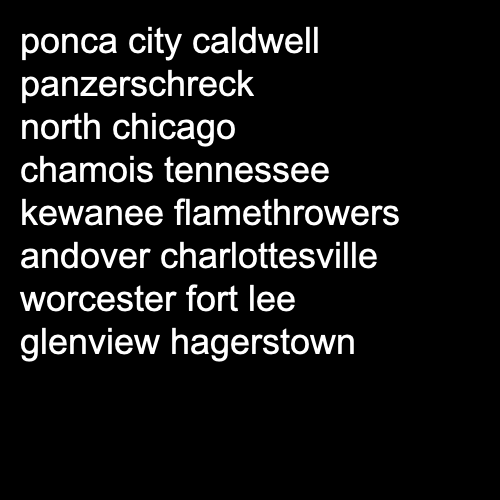 ponca city caldwell
panzerschreck
north chicago
chamois tennessee
kewanee flamethrowers
andover charlottesville
worcester fort lee
glenview hagerstown